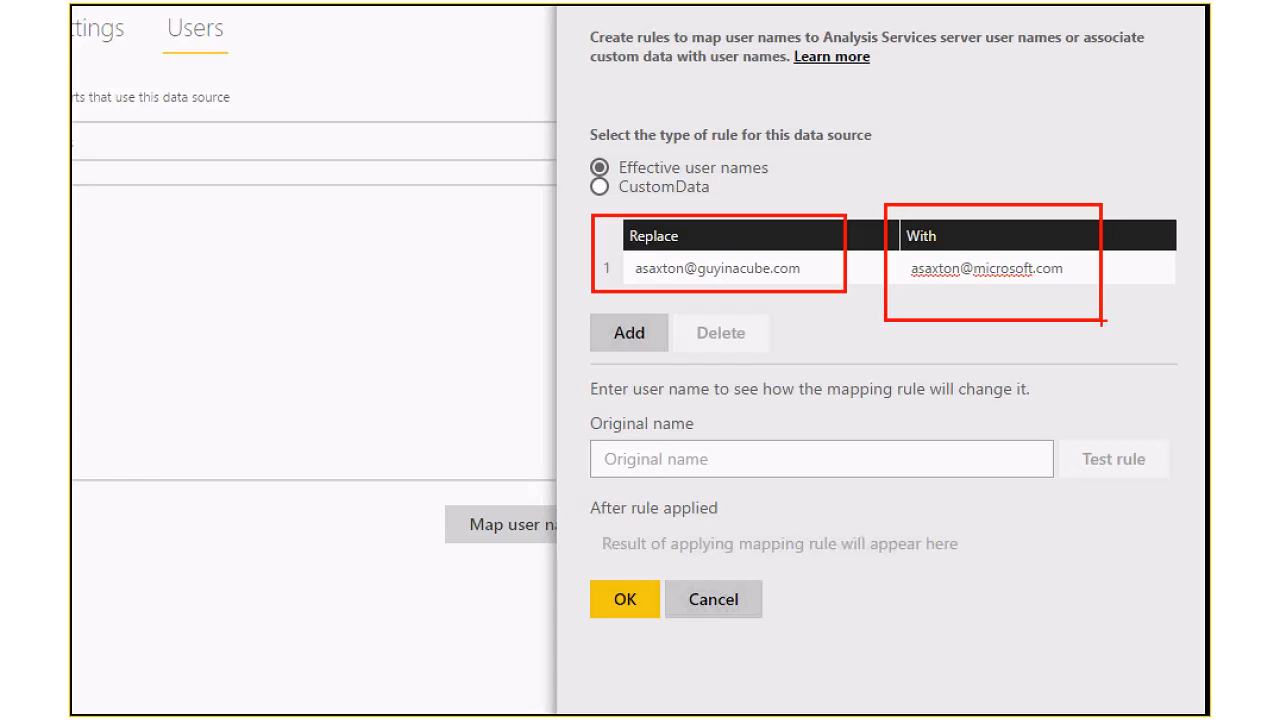 ttings Users
rts that use this data source
Map user na
Create rules to map user names to Analysis Services server user names or associate
custom data with user names. Learn more
Select the type of rule for this data source
Effective user names
CustomData
Replace With
1 asaxton@guyinacube.com asaxton@microsoft.com
Add Delete
Enter user name to see how the mapping rule will change it.
Original name
Original name Test rule
After rule applied
Result of applying mapping rule will appear here
OK Cancel